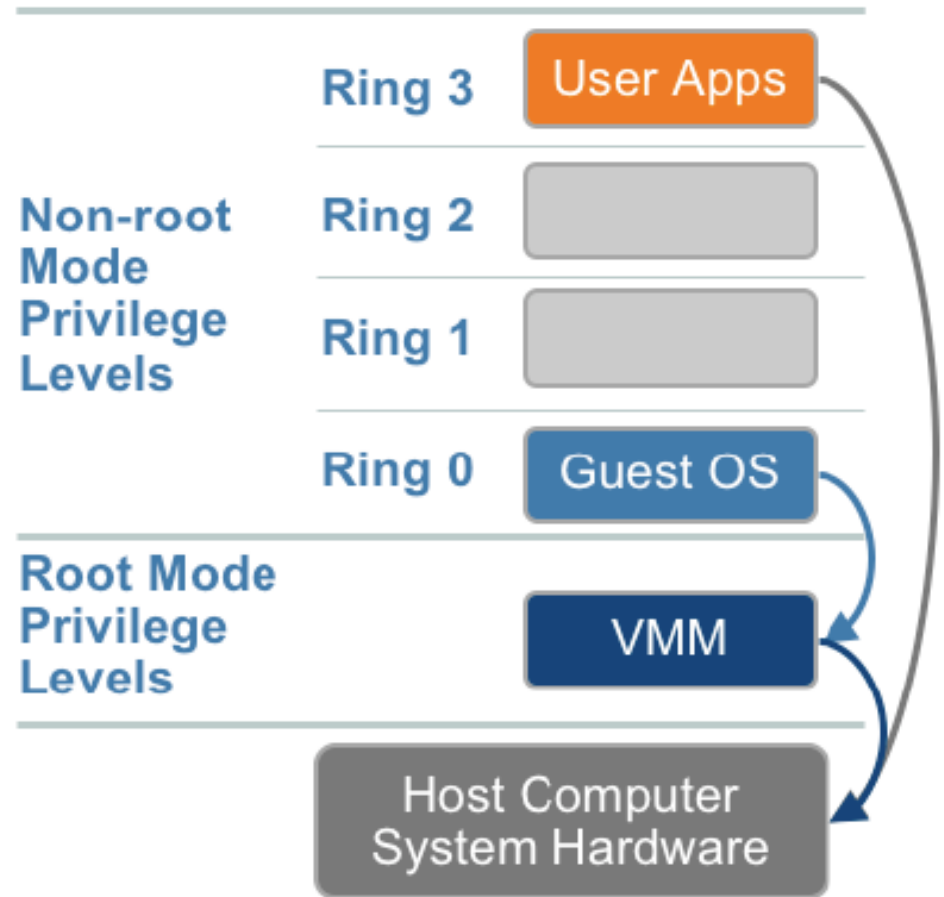 Ring 3
User Apps
Non-root
Mode
Privilege
Levels
Ring 2
Ring 1
Ring 0
Guest OS
Root Mode
Privilege
Levels
VMM
Host Computer
System Hardware